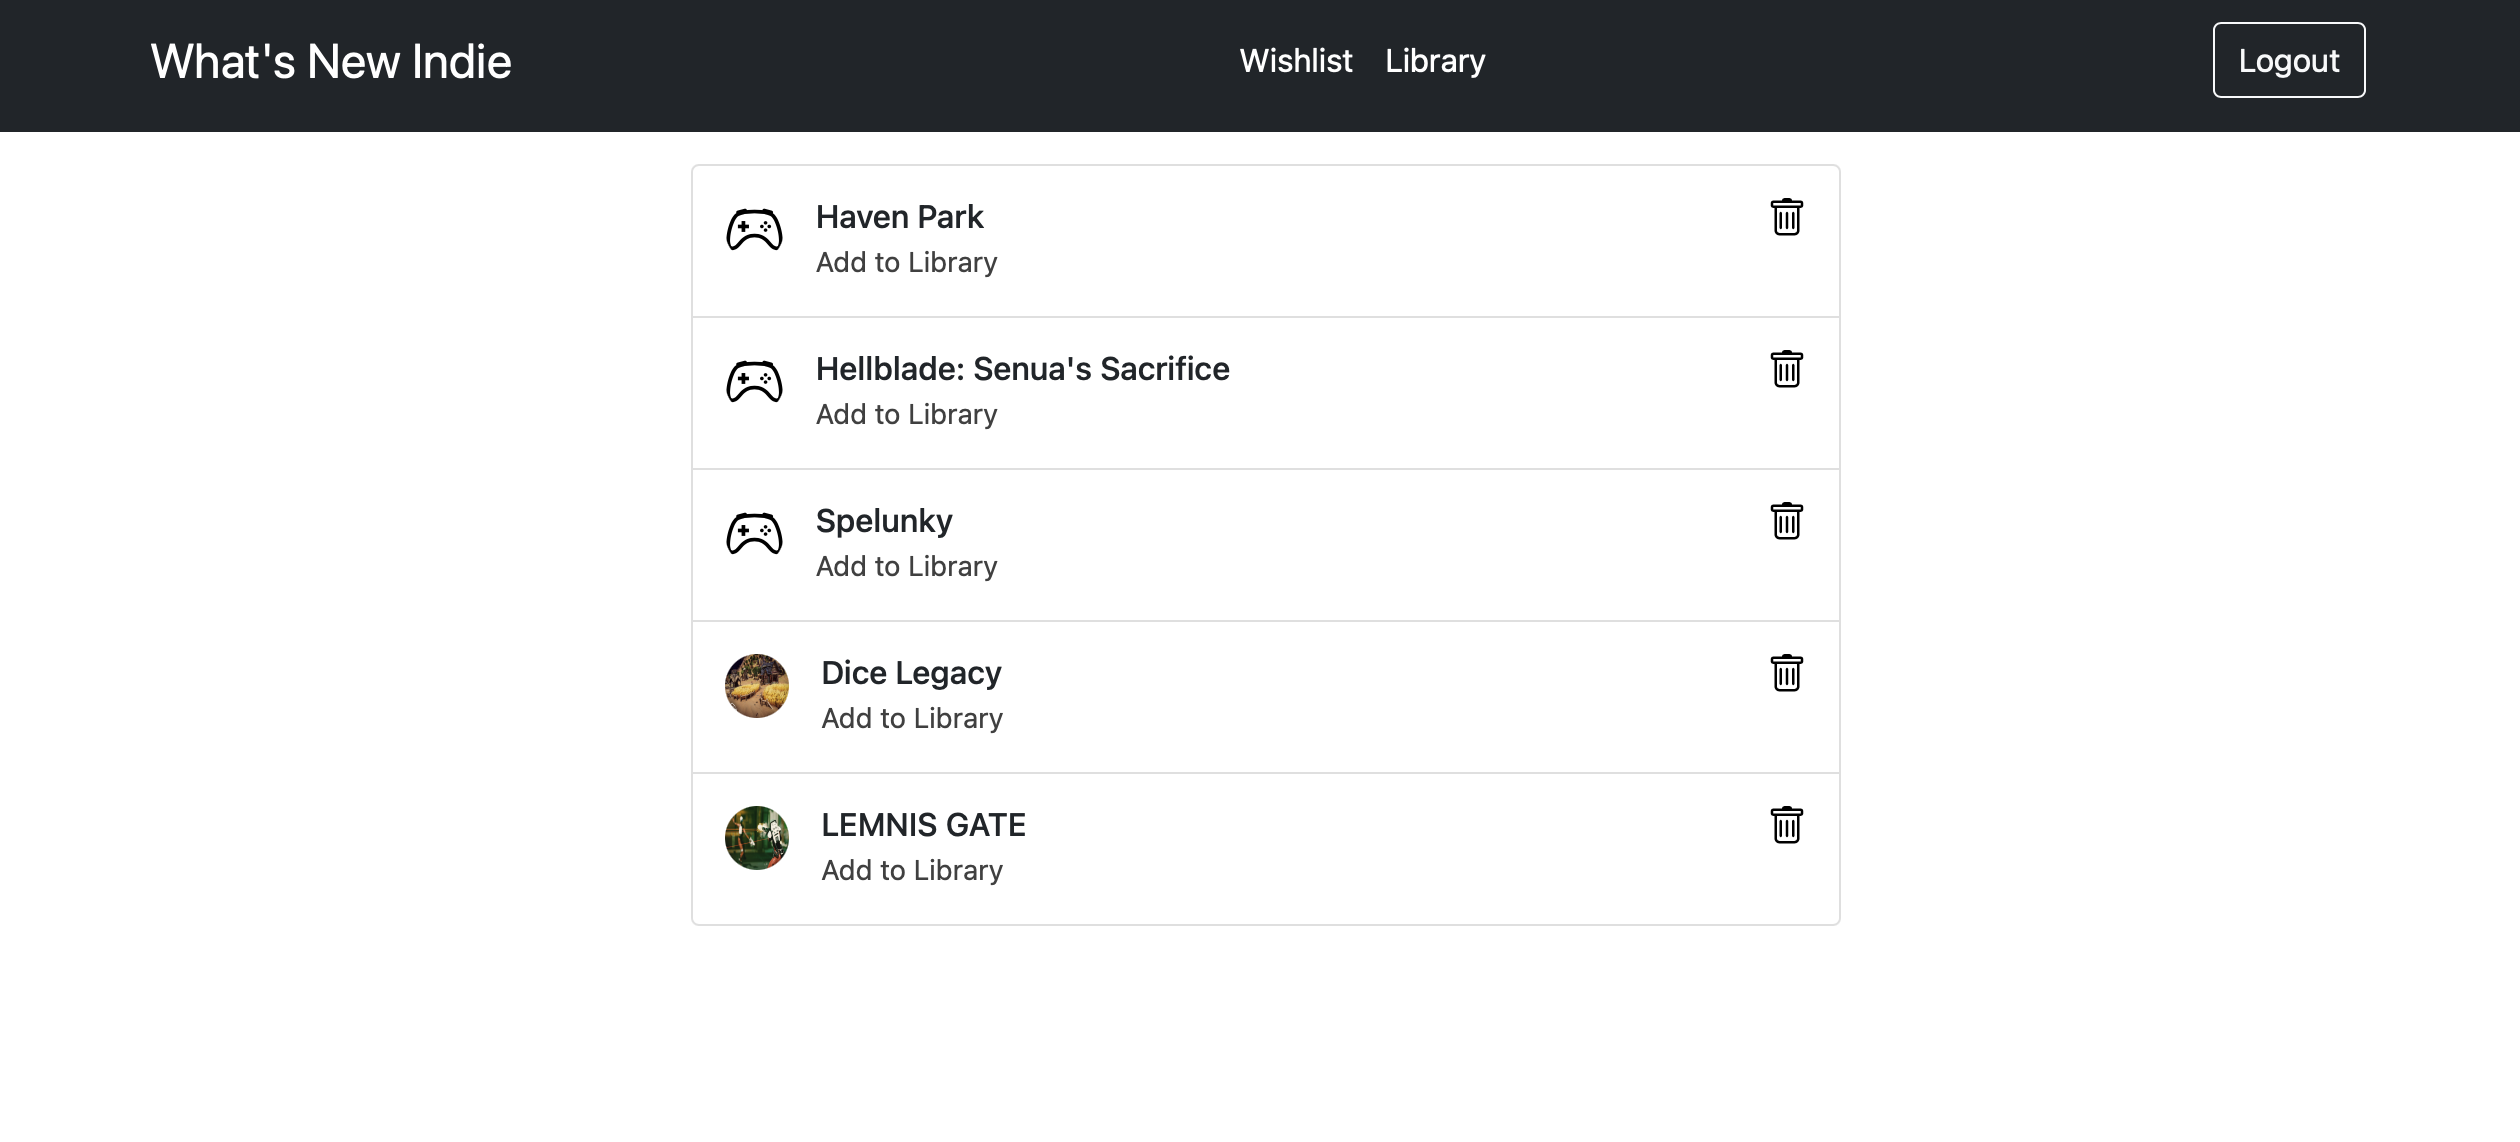 What's New Indie
Wishlist Library
Logout
Haven Park
Add to Library
Hellblade: Senua's Sacrifice
Add to Library
Spelunky
Add to Library
Dice Legacy
Add to Library
LEMNIS GATE
Add to Library